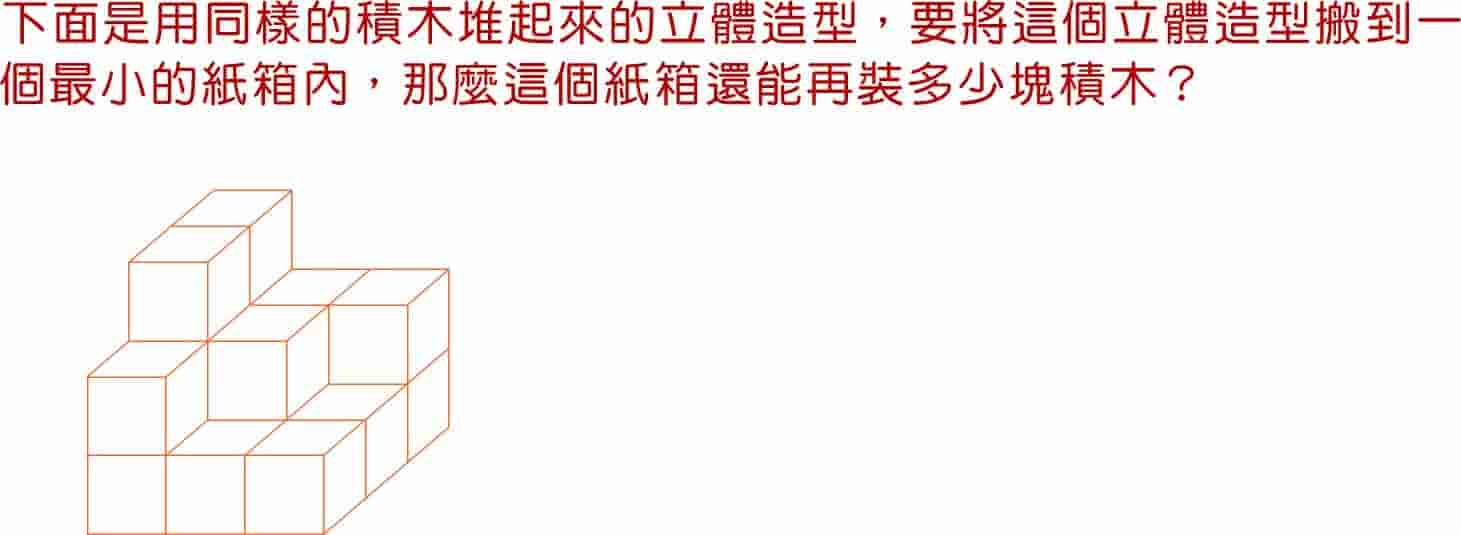 下面是用同樣的積木堆起來的立體造型，要將這個立體造型搬到一
個最小的紙箱內，那麼這個紙箱還能再裝多少塊積木？